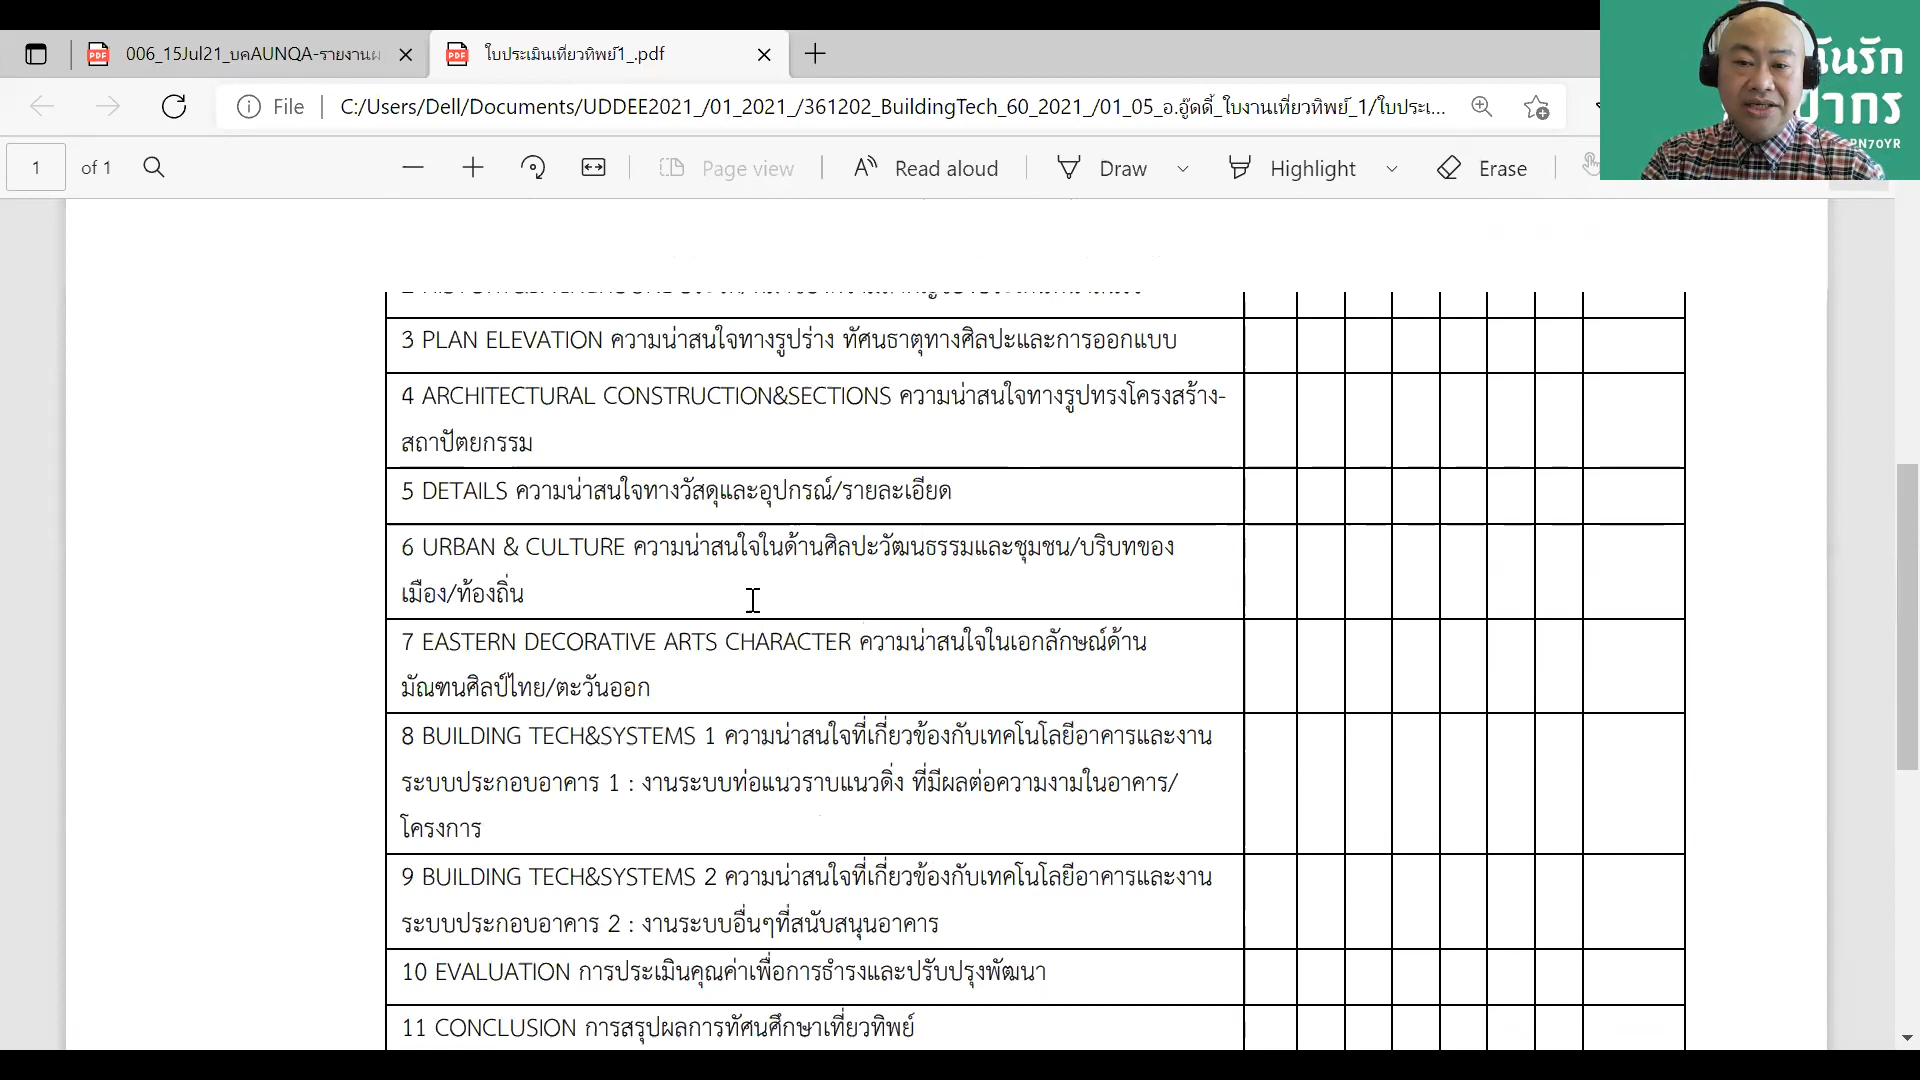 006_15Jul21_บคAUNQA-รายงานผ
ใบประเมินเที่ยวทิพย์1_.pdf
File
C:/Users/Dell/Documents/UDDEE2021_/01_2021_/361202_BuildingTech_60_2021_/01_05_อ.อู๊ดดี้_ใบงานเที่ยวทิพย์_1/ใบประเ...
1 of 1
Page view
Read aloud
Draw
Highlight
Erase
ฉันรัก
ปากร
PN70YR
3 PLAN ELEVATION ความน่าสนใจทางรูปร่าง ทัศนธาตุทางศิลปะและการออกแบบ
4 ARCHITECTURAL CONSTRUCTION&SECTIONS ความน่าสนใจทางรูปทรงโครงสร้าง-
สถาปัตยกรรม
5 DETAILS ความน่าสนใจทางวัสดุและอุปกรณ์/รายละเอียด
6 URBAN & CULTURE ความน่าสนใจในด้านศิลปะวัฒนธรรมและชุมชน/บริบทของ
เมือง/ท้องถิ่น
7 EASTERN DECORATIVE ARTS CHARACTER ความน่าสนใจในเอกลักษณ์ด้าน
มัณฑนศิลป์ไทย/ตะวันออก
8 BUILDING TECH&SYSTEMS 1 ความน่าสนใจที่เกี่ยวข้องกับเทคโนโลยีอาคารและงาน
ระบบประกอบอาคาร 1 : งานระบบท่อแนวราบแนวดิ่ง ที่มีผลต่อความงามในอาคาร/
โครงการ
9 BUILDING TECH&SYSTEMS 2 ความน่าสนใจที่เกี่ยวข้องกับเทคโนโลยีอาคารและงาน
ระบบประกอบอาคาร 2 : งานระบบอื่นๆที่สนับสนุนอาคาร
10 EVALUATION การประเมินคุณค่าเพื่อการธำรงและปรับปรุงพัฒนา
11 CONCLUSION การสรุปผลการทัศนศึกษาเที่ยวทิพย์